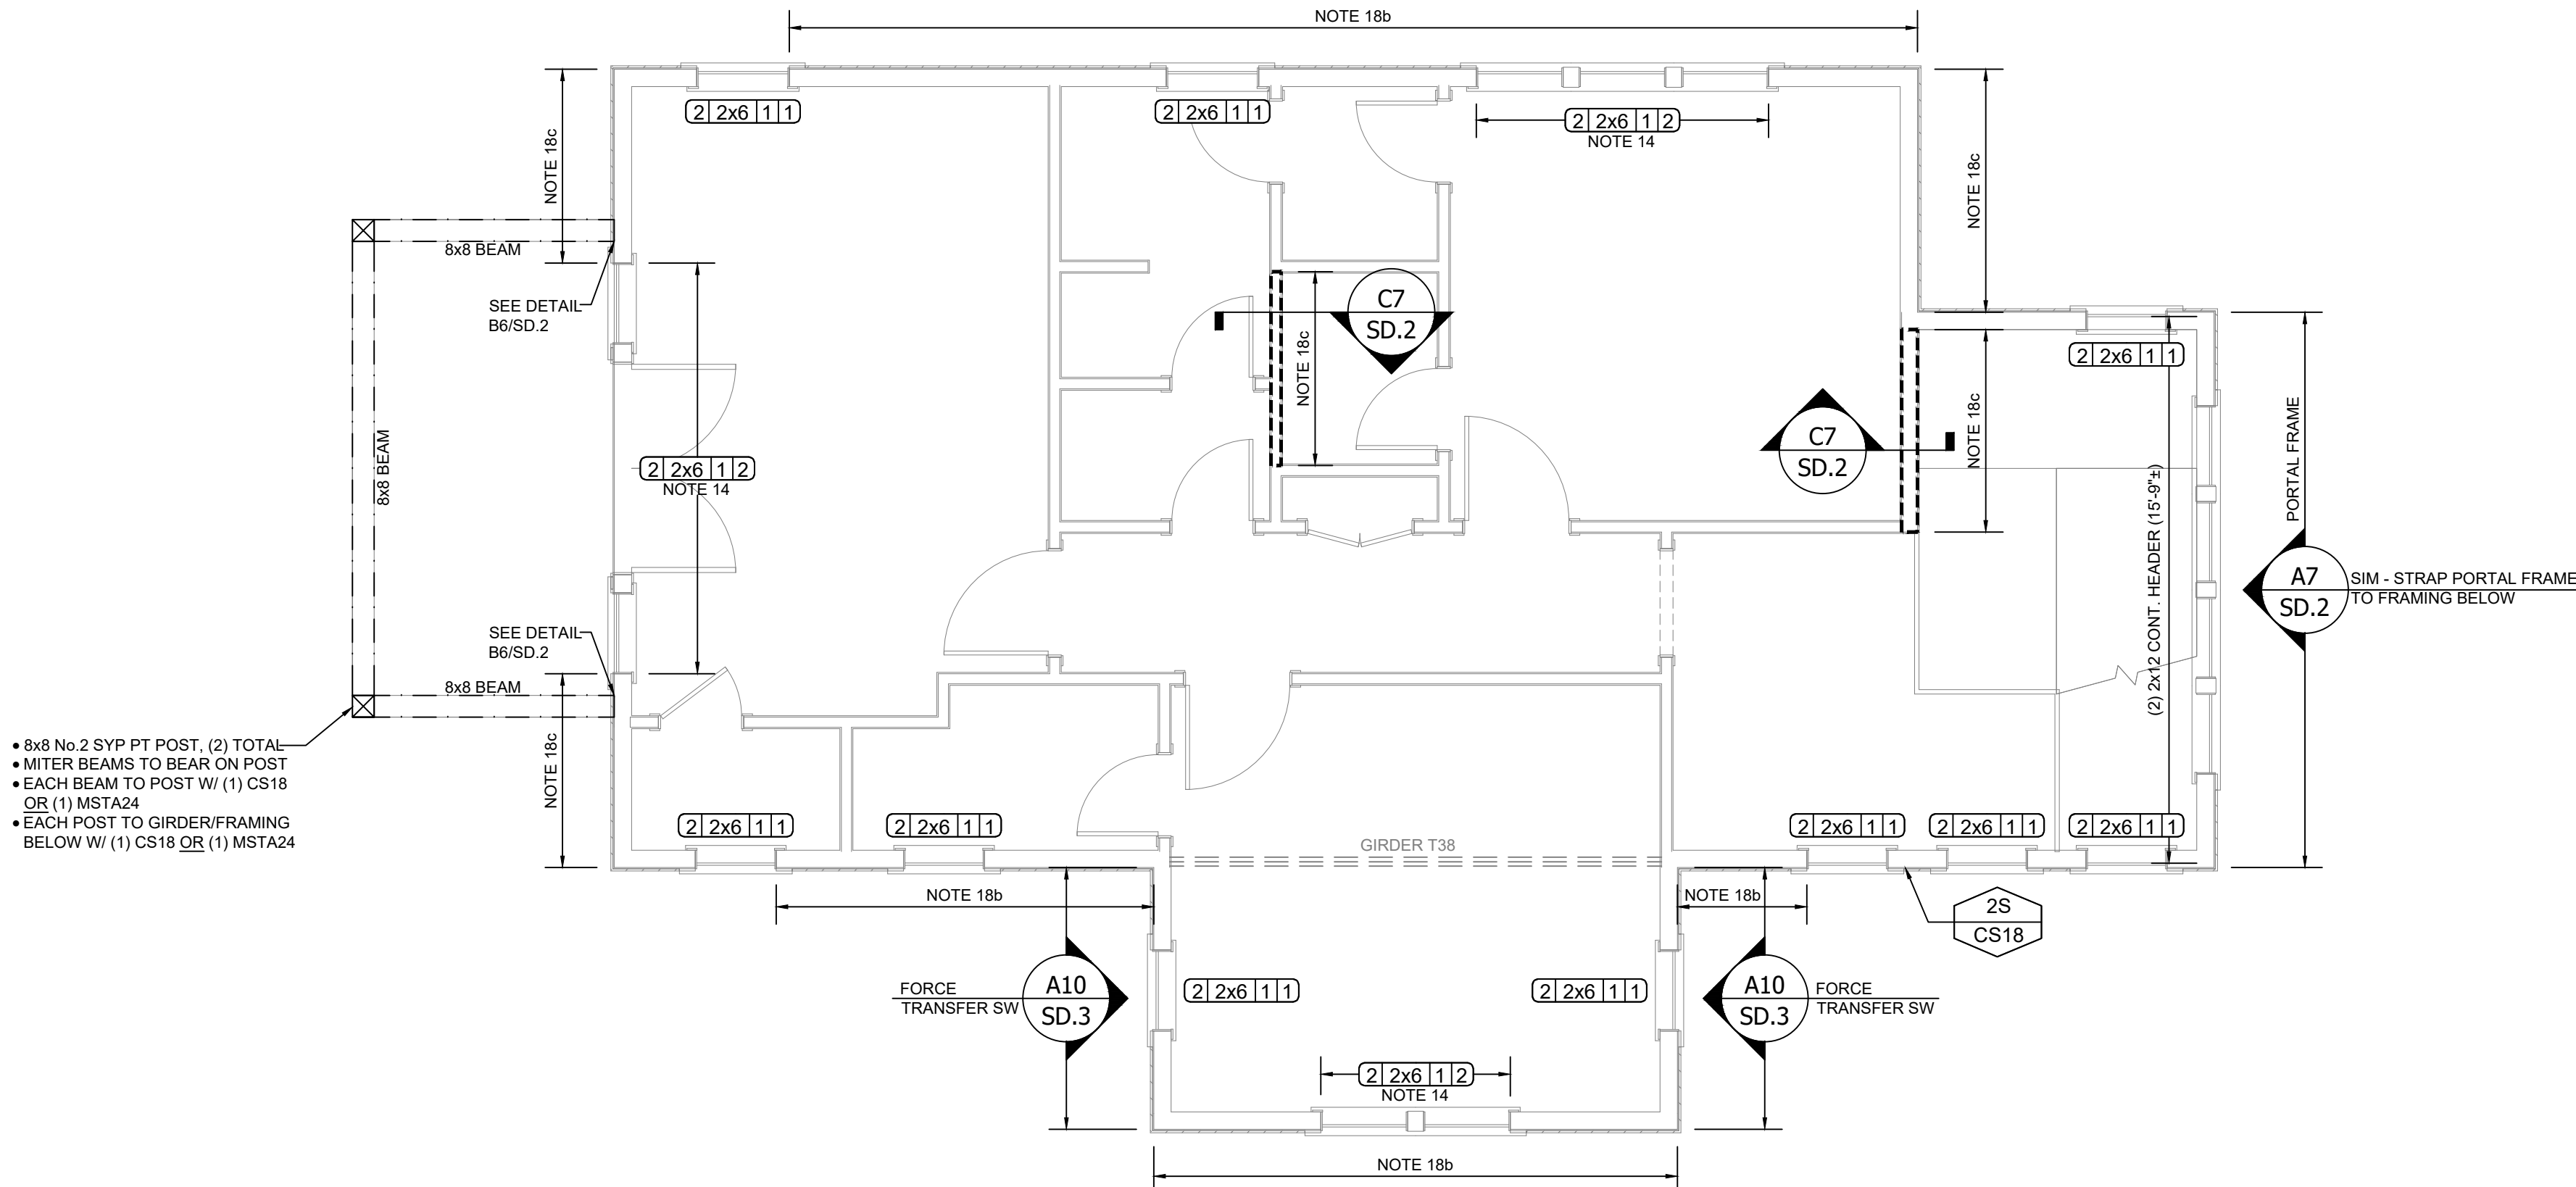 NOTE 18b
NOTE 18c
2 2x6 1 1
2 2x6 1 1
2 2x6 1 2
NOTE 14
NOTE 18c
8x8 BEAM
SEE DETAIL
B6/SD.2
C7
SD.2
NOTE 18c
2 2x6 1 1
8x8 BEAM
2 2x6 1 2
NOTE 14
C7
SD.2
NOTE 18c
(2) 2x12 CONT. HEADER (15'-9"±)
PORTAL FRAME
A7
SD.2
SIM - STRAP PORTAL FRAME
TO FRAMING BELOW
SEE DETAIL
B6/SD.2
8x8 BEAM
• 8x8 No.2 SYP PT POST, (2) TOTAL
• MITER BEAMS TO BEAR ON POST
• EACH BEAM TO POST W/ (1) CS18
OR (1) MSTA24
• EACH POST TO GIRDER/FRAMING
BELOW W/ (1) CS18 OR (1) MSTA24
NOTE 18c
2 2x6 1 1
2 2x6 1 1
GIRDER T38
2 2x6 1 1
2 2x6 1 1
2 2x6 1 1
NOTE 18b
NOTE 18b
2S
CS18
FORCE
TRANSFER SW
A10
SD.3
2 2x6 1 1
2 2x6 1 1
A10
SD.3
FORCE
TRANSFER SW
2 2x6 1 2
NOTE 14
NOTE 18b